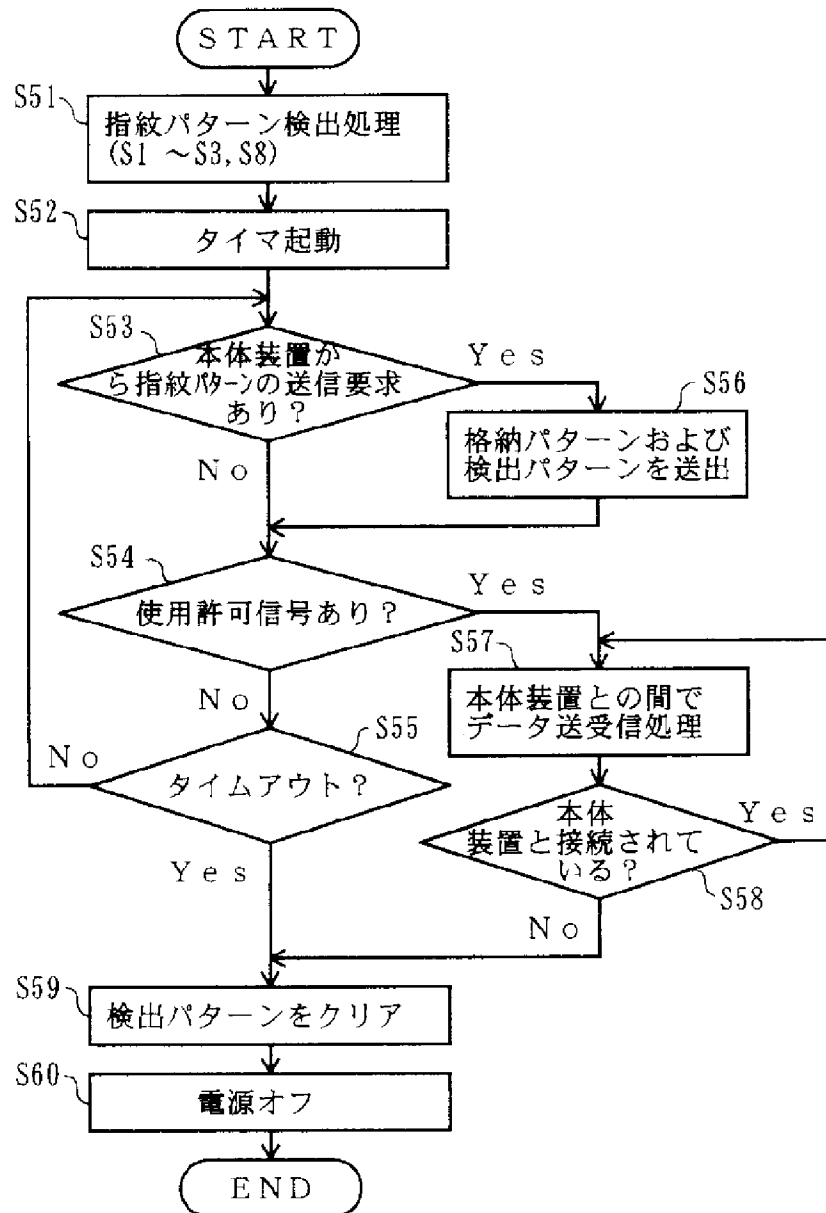 START
S51
指紋パターン検出処理
(S1 ～S3,S8)
S52
タイマ起動
S53
本体装置か
ら指紋パターンの送信要求
あり？
Yes
No
S56
格納パターンおよび
検出パターンを送出
S54
使用許可信号あり？
Yes
No
S57
本体装置との間で
データ送受信処理
S55
タイムアウト？
No
Yes
本体
装置と接続されて
いる？
Yes
S58
No
S59
検出パターンをクリア
S60
電源オフ
END